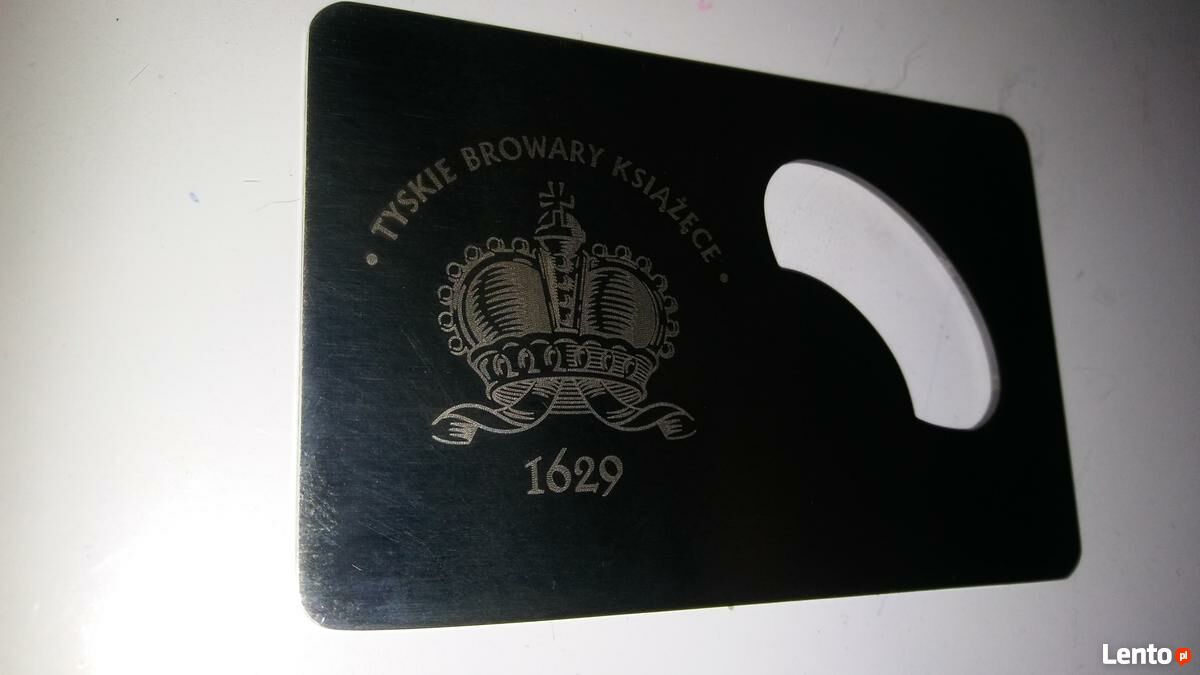 • TYSKIE BROWARY KSIĄŻĘCE •
1629
Lento pl